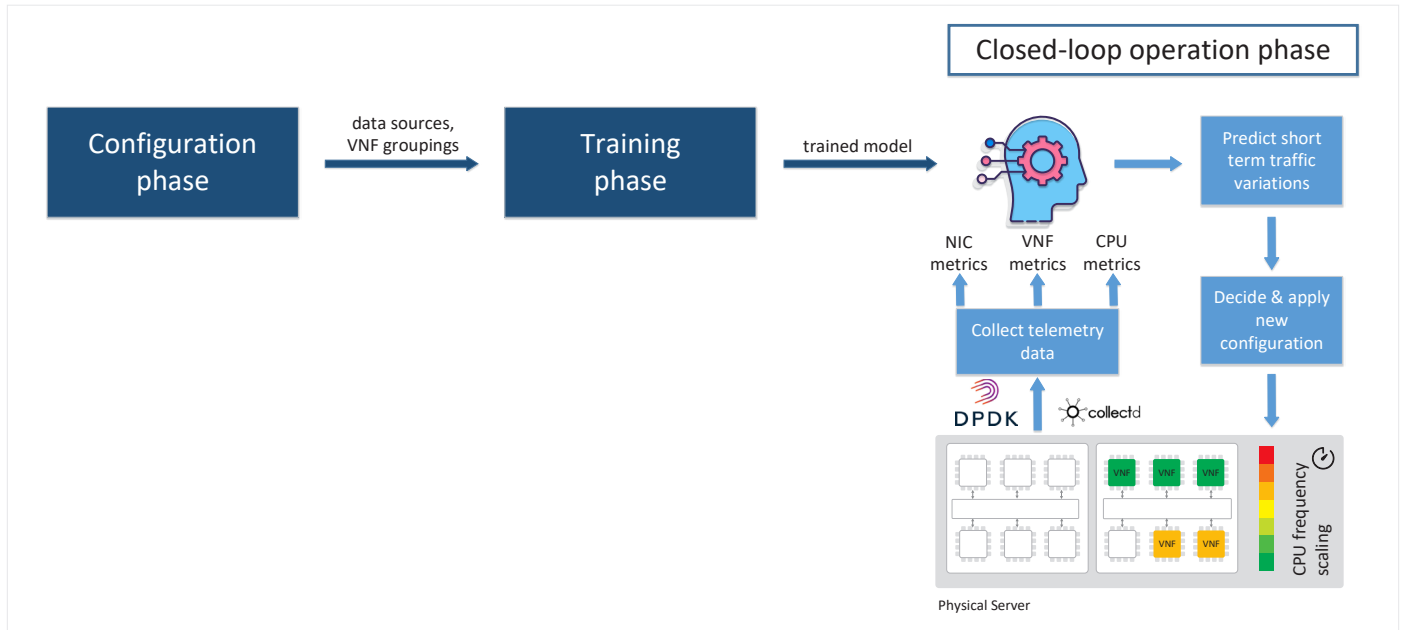 Closed-loop operation phase
Configuration
phase
data sources,
VNF groupings
Training
phase
trained model
Predict short
term traffic
variations
NIC
metrics
VNF
metrics
CPU
metrics
Collect telemetry
data
Decide & apply
new
configuration
DPDK
collectd
VNF
VNF
VNF
VNF
VNF
CPU frequency
scaling
Physical Server